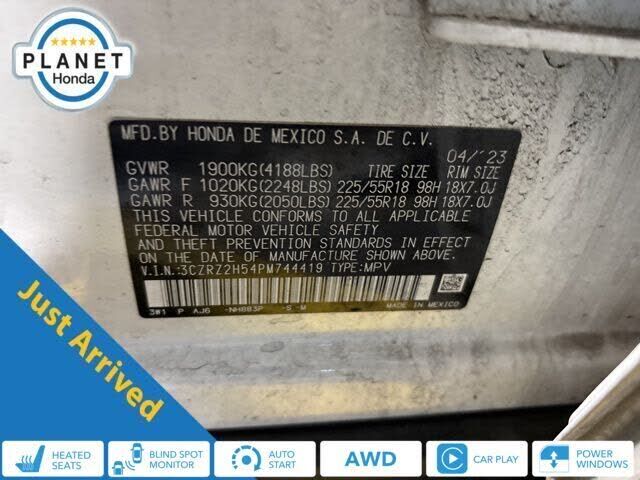 PLANET
Honda
MFD.BY HONDA DE MEXICO S.A. DE C.V.
04/'23
GVWR 1900KG(4188LBS) TIRE SIZE RIM SIZE
GAWR F 1020KG(2248LBS) 225/55R18 98H 18X7.0J
GAWR R 930KG(2050LBS) 225/55R18 98H 18X7.0J
THIS VEHICLE CONFORMS TO ALL APPLICABLE
FEDERAL MOTOR VEHICLE SAFETY
AND THEFT PREVENTION STANDARDS IN EFFECT
ON THE DATE OF MANUFACTURE SHOWN ABOVE.
V.I.N.:3CZRZ2H54PM744419 TYPE:MPV
3#1 P AJ6 -NH883P -S -M
MADE IN MEXICO
Just Arrived
HEATED SEATS
BLIND SPOT MONITOR
AUTO START
AWD
CAR PLAY
POWER WINDOWS